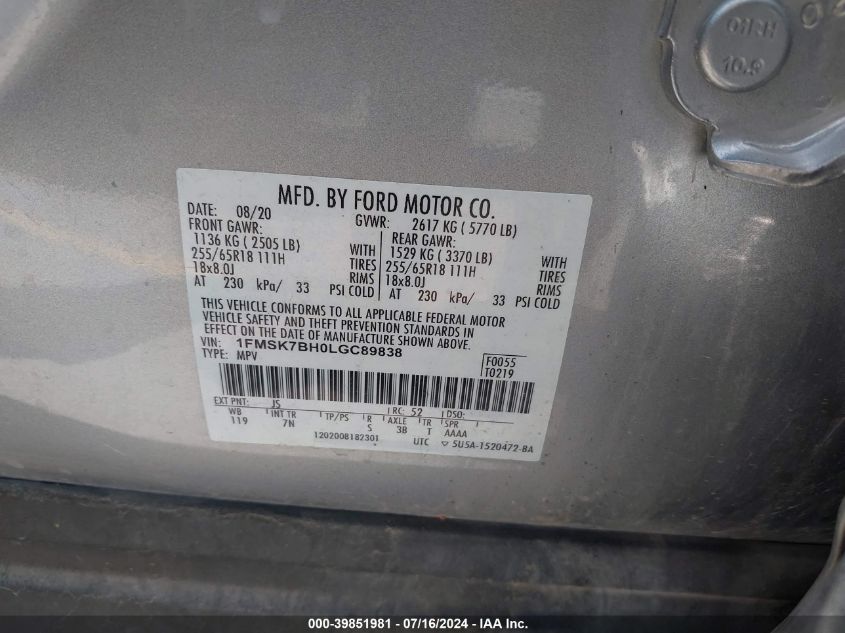 01RH
10.9
MFD. BY FORD MOTOR CO.
DATE: 08/20 GVWR: 2617 KG ( 5770 LB)
FRONT GAWR: REAR GAWR:
1136 KG ( 2505 LB) WITH 1529 KG ( 3370 LB) WITH
255/65R18 111H TIRES 255/65R18 111H TIRES
18x8.0J RIMS 18x8.0J RIMS
AT 230 kPa/ 33 PSI COLD AT 230 kPa/ 33 PSI COLD
THIS VEHICLE CONFORMS TO ALL APPLICABLE FEDERAL MOTOR
VEHICLE SAFETY AND THEFT PREVENTION STANDARDS IN
EFFECT ON THE DATE OF MANUFACTURE SHOWN ABOVE.
VIN: 1FMSK7BH0LGC89838
TYPE: MPV
F0055
T0219
EXT PNT: JS RC: 52 DSO:
WB INT TR TP/PS R AXLE TR SPR
119 7N S 3B T AAAA
1202008182301 UTC 5U5A-1520472-BA
000-39851981 / 07/16/2024 / IAAI.com